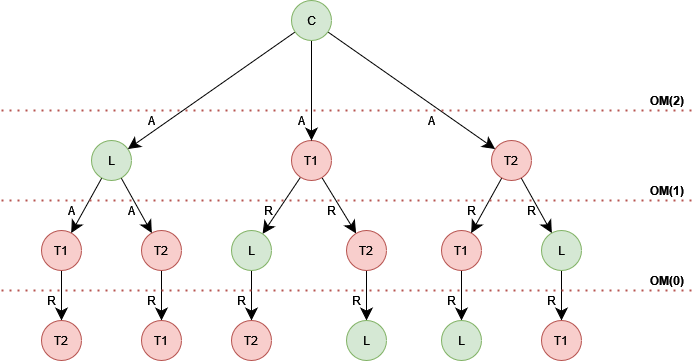 C
OM(2)
A A A
L T1 T2
OM(1)
A A R R R R
T1 T2 L T2 T1 L
OM(0)
R R R R R R
T2 T1 T2 L L T1